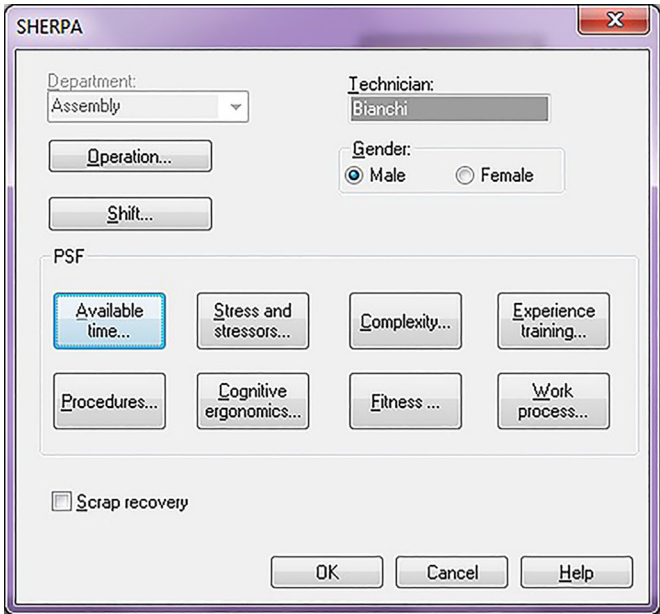 SHERPA
Department:
Assembly
Technician:
Bianchi
Operation...
Gender:
Male
Female
Shift...
PSF
Available
time...
Stress and
stressors...
Complexity...
Experience
training...
Procedures...
Cognitive
ergonomics...
Fitness ...
Work
process...
Scrap recovery
OK
Cancel
Help